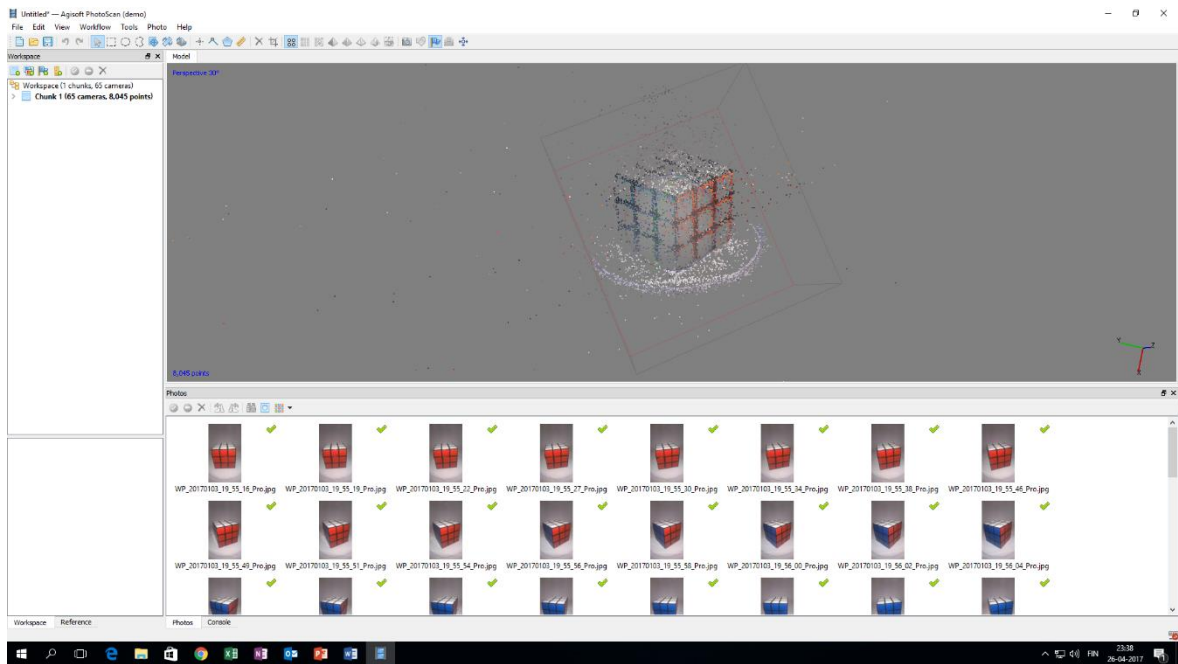 Untitled* — Agisoft PhotoScan (demo)
File Edit View Workflow Tools Photo Help
Workspace
Model
Workspace (1 chunks, 65 cameras)
Chunk 1 (65 cameras, 8,045 points)
Perspective 30°
Y
Z
X
8,045 points
Photos
WP_20170103_19_55_16_Pro.jpg WP_20170103_19_55_19_Pro.jpg WP_20170103_19_55_22_Pro.jpg WP_20170103_19_55_27_Pro.jpg WP_20170103_19_55_30_Pro.jpg WP_20170103_19_55_34_Pro.jpg WP_20170103_19_55_38_Pro.jpg WP_20170103_19_55_46_Pro.jpg
WP_20170103_19_55_49_Pro.jpg WP_20170103_19_55_51_Pro.jpg WP_20170103_19_55_54_Pro.jpg WP_20170103_19_55_56_Pro.jpg WP_20170103_19_55_58_Pro.jpg WP_20170103_19_56_00_Pro.jpg WP_20170103_19_56_02_Pro.jpg WP_20170103_19_56_04_Pro.jpg
Workspace Reference
Photos Console
FIN
23:38
26-04-2017